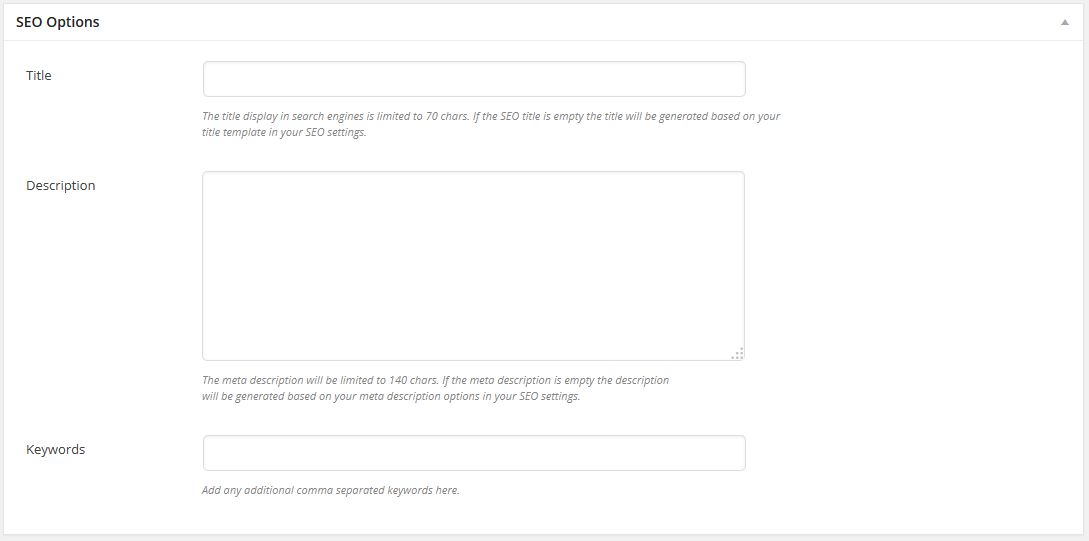 SEO Options
Title
The title display in search engines is limited to 70 chars. If the SEO title is empty the title will be generated based on your
title template in your SEO settings.
Description
The meta description will be limited to 140 chars. If the meta description is empty the description
will be generated based on your meta description options in your SEO settings.
Keywords
Add any additional comma separated keywords here.